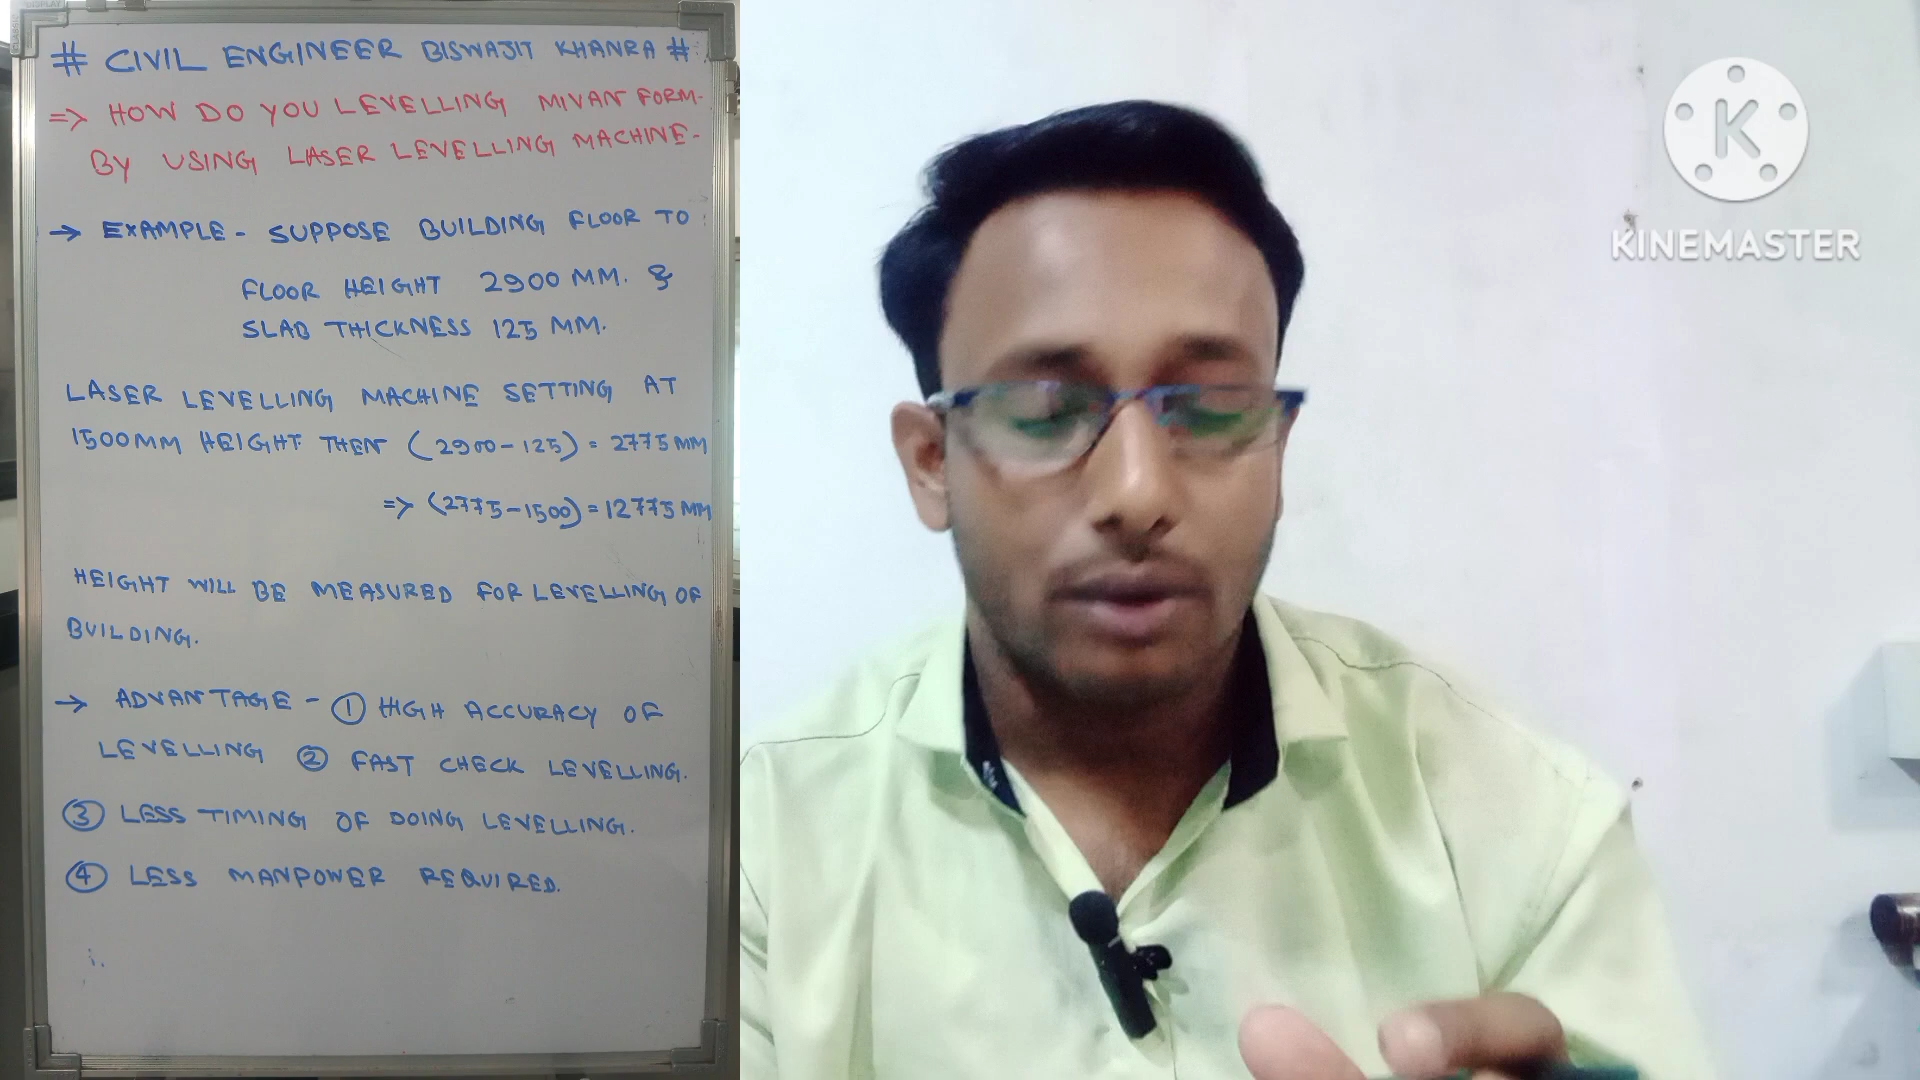 # CIVIL ENGINEER BISWAJIT KHANRA #
=> HOW DO YOU LEVELLING MIVAN FORM-
BY USING LASER LEVELLING MACHINE-
→ EXAMPLE - SUPPOSE BUILDING FLOOR TO
FLOOR HEIGHT 2900 MM. &
SLAB THICKNESS 125 MM.
LASER LEVELLING MACHINE SETTING AT
1500MM HEIGHT THEN (2900-125) = 2775 MM
=> (2775-1500) = 12775 MM
HEIGHT WILL BE MEASURED FOR LEVELLING OF
BUILDING.
→ ADVANTAGE - ① HIGH ACCURACY OF
LEVELLING ② FAST CHECK LEVELLING.
③ LESS TIMING OF DOING LEVELLING.
④ LESS MANPOWER REQUIRED.
K
KINEMASTER